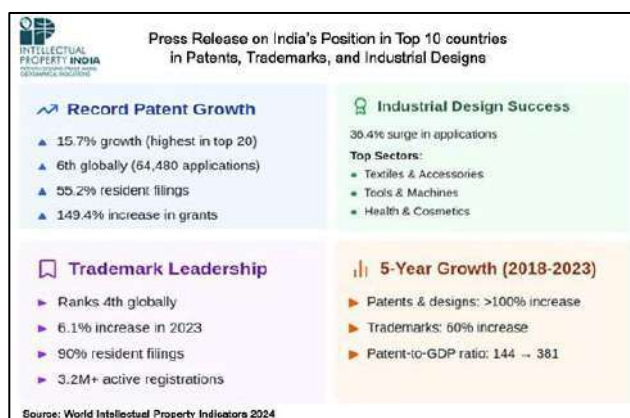 IP
INTELLECTUAL
PROPERTY INDIA
Press Release on India's Position in Top 10 countries
in Patents, Trademarks, and Industrial Designs
Record Patent Growth
15.7% growth (highest in top 20)
6th globally (64,480 applications)
55.2% resident filings
149.4% increase in grants
Industrial Design Success
36.4% surge in applications
Top Sectors:
Textiles & Accessories
Tools & Machines
Health & Cosmetics
Trademark Leadership
Ranks 4th globally
6.1% increase in 2023
90% resident filings
3.2M+ active registrations
5-Year Growth (2018-2023)
Patents & designs: >100% increase
Trademarks: 60% increase
Patent-to-GDP ratio: 144 → 381
Source: World Intellectual Property Indicators 2024